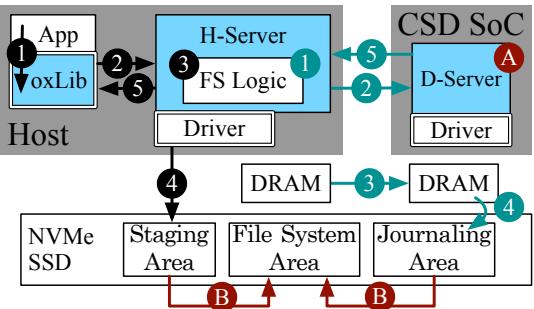 App
1
oxLib
2
5
H-Server
3
1
FS Logic
Driver
5
2
CSD SoC
A
D-Server
Driver
Host
4
DRAM
3
DRAM
4
NVMe
SSD
Staging
Area
File System
Area
Journaling
Area
B
B